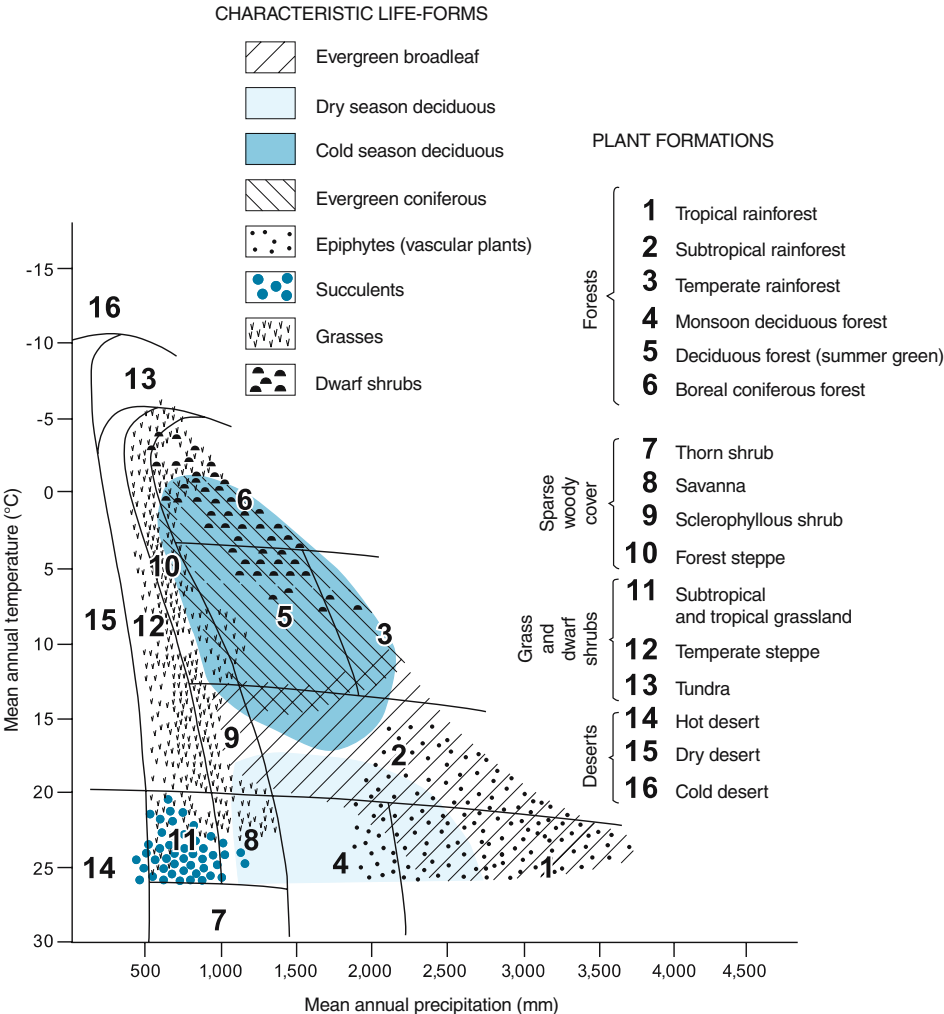 CHARACTERISTIC LIFE-FORMS
Evergreen broadleaf
Dry season deciduous
Cold season deciduous
Evergreen coniferous
Epiphytes (vascular plants)
Succulents
Grasses
Dwarf shrubs
PLANT FORMATIONS
Forests
1 Tropical rainforest
2 Subtropical rainforest
3 Temperate rainforest
4 Monsoon deciduous forest
5 Deciduous forest (summer green)
6 Boreal coniferous forest
Sparse
woody
cover
7 Thorn shrub
8 Savanna
9 Sclerophyllous shrub
10 Forest steppe
Grass
and
dwarf
shrubs
11 Subtropical
and tropical grassland
12 Temperate steppe
13 Tundra
Deserts
14 Hot desert
15 Dry desert
16 Cold desert
Mean annual temperature (°C)
-15
-10
-5
0
5
10
15
20
25
30
16
13
6
10
5
15
12
3
9
2
11
8
14
4
1
7
500
1,000
1,500
2,000
2,500
3,000
3,500
4,000
4,500
Mean annual precipitation (mm)